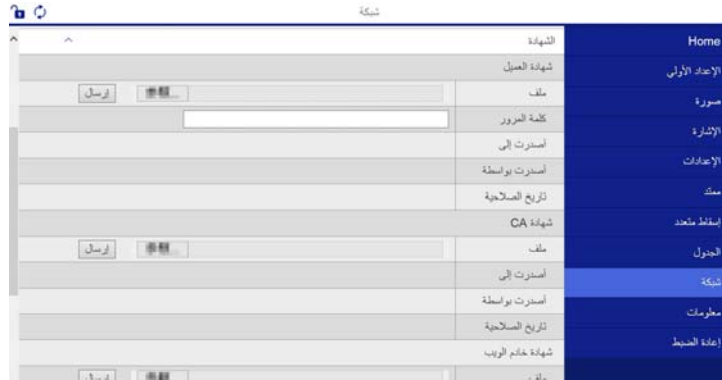 شبكة
Home
الإعداد الأولي
صورة
الإشارة
الإعدادات
ممتد
إسقاط متعدد
الجدول
شبكة
معلومات
إعادة الضبط
الشهادة
شهادة العميل
ملف
إرسال
كلمة المرور
أصدرت إلى
أصدرت بواسطة
تاريخ الصلاحية
شهادة CA
ملف
إرسال
أصدرت إلى
أصدرت بواسطة
تاريخ الصلاحية
شهادة خادم الويب
ملف
إرسال